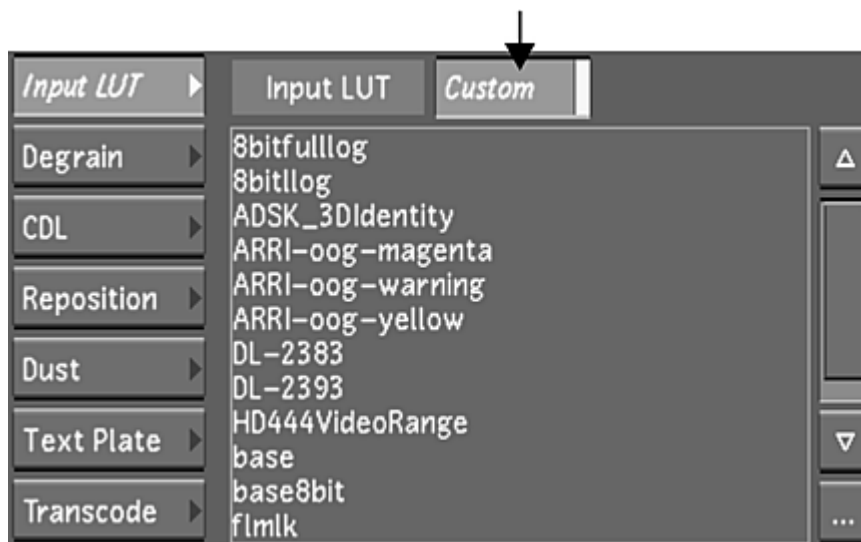 Input LUT
Degrain
CDL
Reposition
Dust
Text Plate
Transcode
Input LUT
Custom
8bitfulllog
8bitllog
ADSK_3DIdentity
ARRI-oog-magenta
ARRI-oog-warning
ARRI-oog-yellow
DL-2383
DL-2393
HD444VideoRange
base
base8bit
flmlk
...